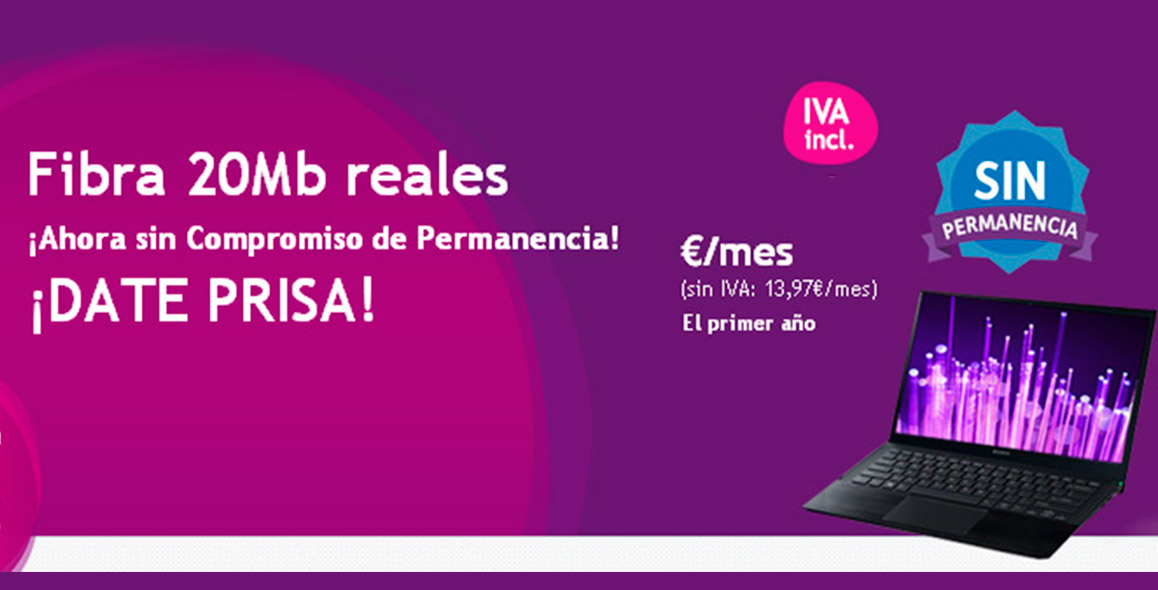 Fibra 20Mb reales
¡Ahora sin Compromiso de Permanencia!
¡DATE PRISA!
IVA
incl.
€/mes
(sin IVA: 13,97€/mes)
El primer año
SIN
PERMANENCIA